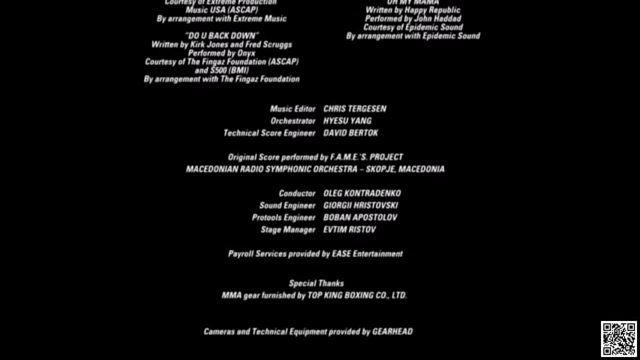 Courtesy of Extreme Production
Music USA (ASCAP)
By arrangement with Extreme Music
"DO U BACK DOWN"
Written by Kirk Jones and Fred Scruggs
Performed by Onyx
Courtesy of The Fingaz Foundation (ASCAP)
and S500 (BMI)
By arrangement with The Fingaz Foundation
OH MY MAMA
Written by Happy Republic
Performed by John Haddad
Courtesy of Epidemic Sound
By arrangement with Epidemic Sound
Music Editor CHRIS TERGESEN
Orchestrator HYESU YANG
Technical Score Engineer DAVID BERTOK
Original Score performed by F.A.M.E.'S. PROJECT
MACEDONIAN RADIO SYMPHONIC ORCHESTRA – SKOPJE, MACEDONIA
Conductor OLEG KONTRADENKO
Sound Engineer GIORGII HRISTOVSKI
Protools Engineer BOBAN APOSTOLOV
Stage Manager EVTIM RISTOV
Payroll Services provided by EASE Entertainment
Special Thanks
MMA gear furnished by TOP KING BOXING CO., LTD.
Cameras and Technical Equipment provided by GEARHEAD